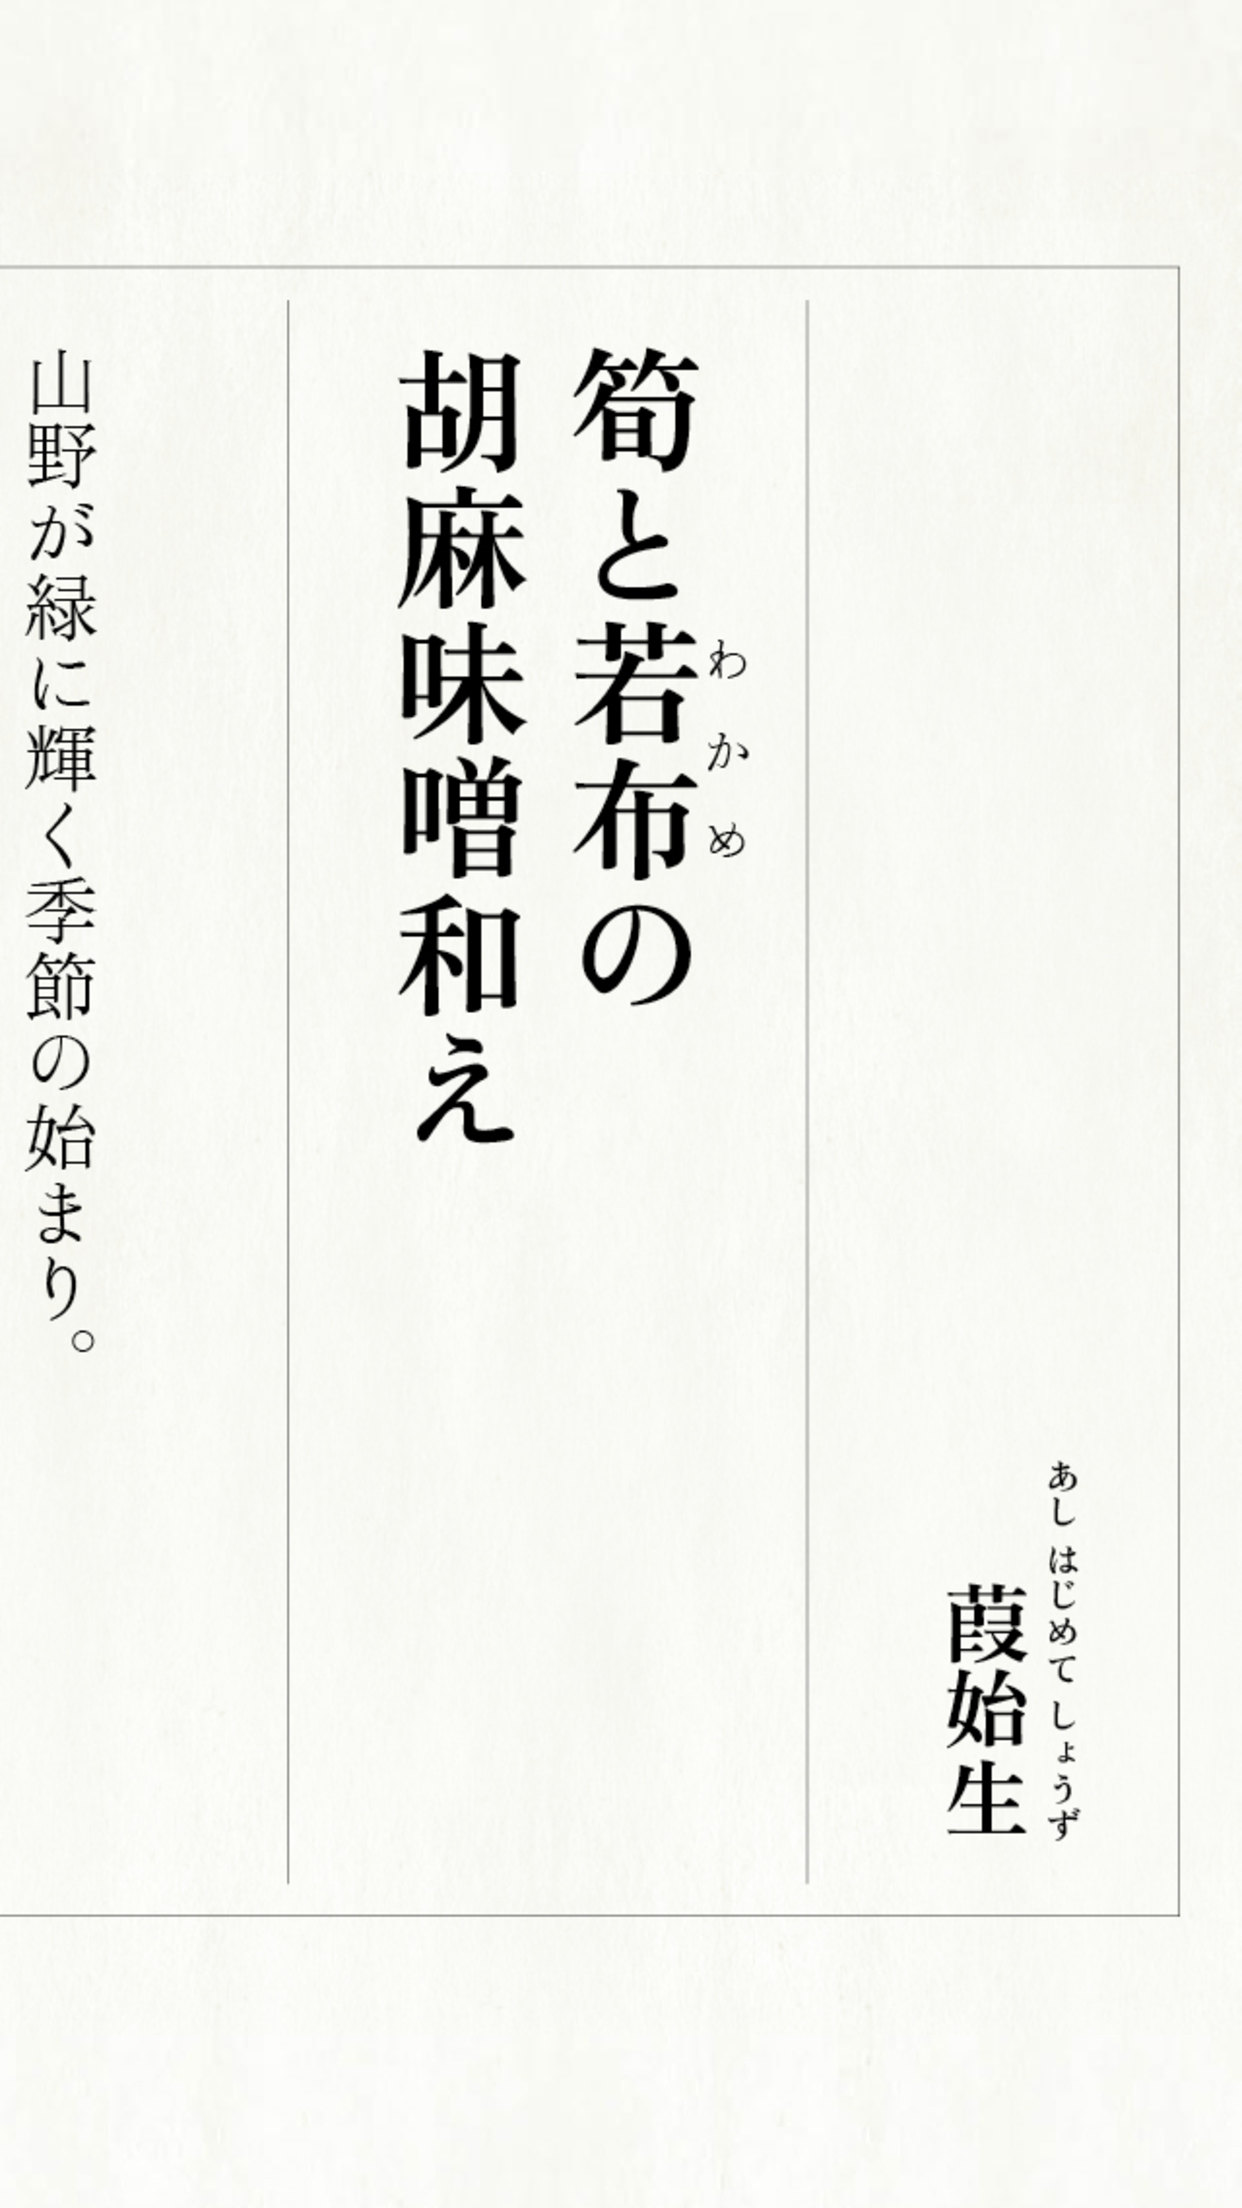 あし はじめて しょうず
葭始生
わかめ
筍と若布の
胡麻味噌和え
山野が緑に輝く季節の始まり。